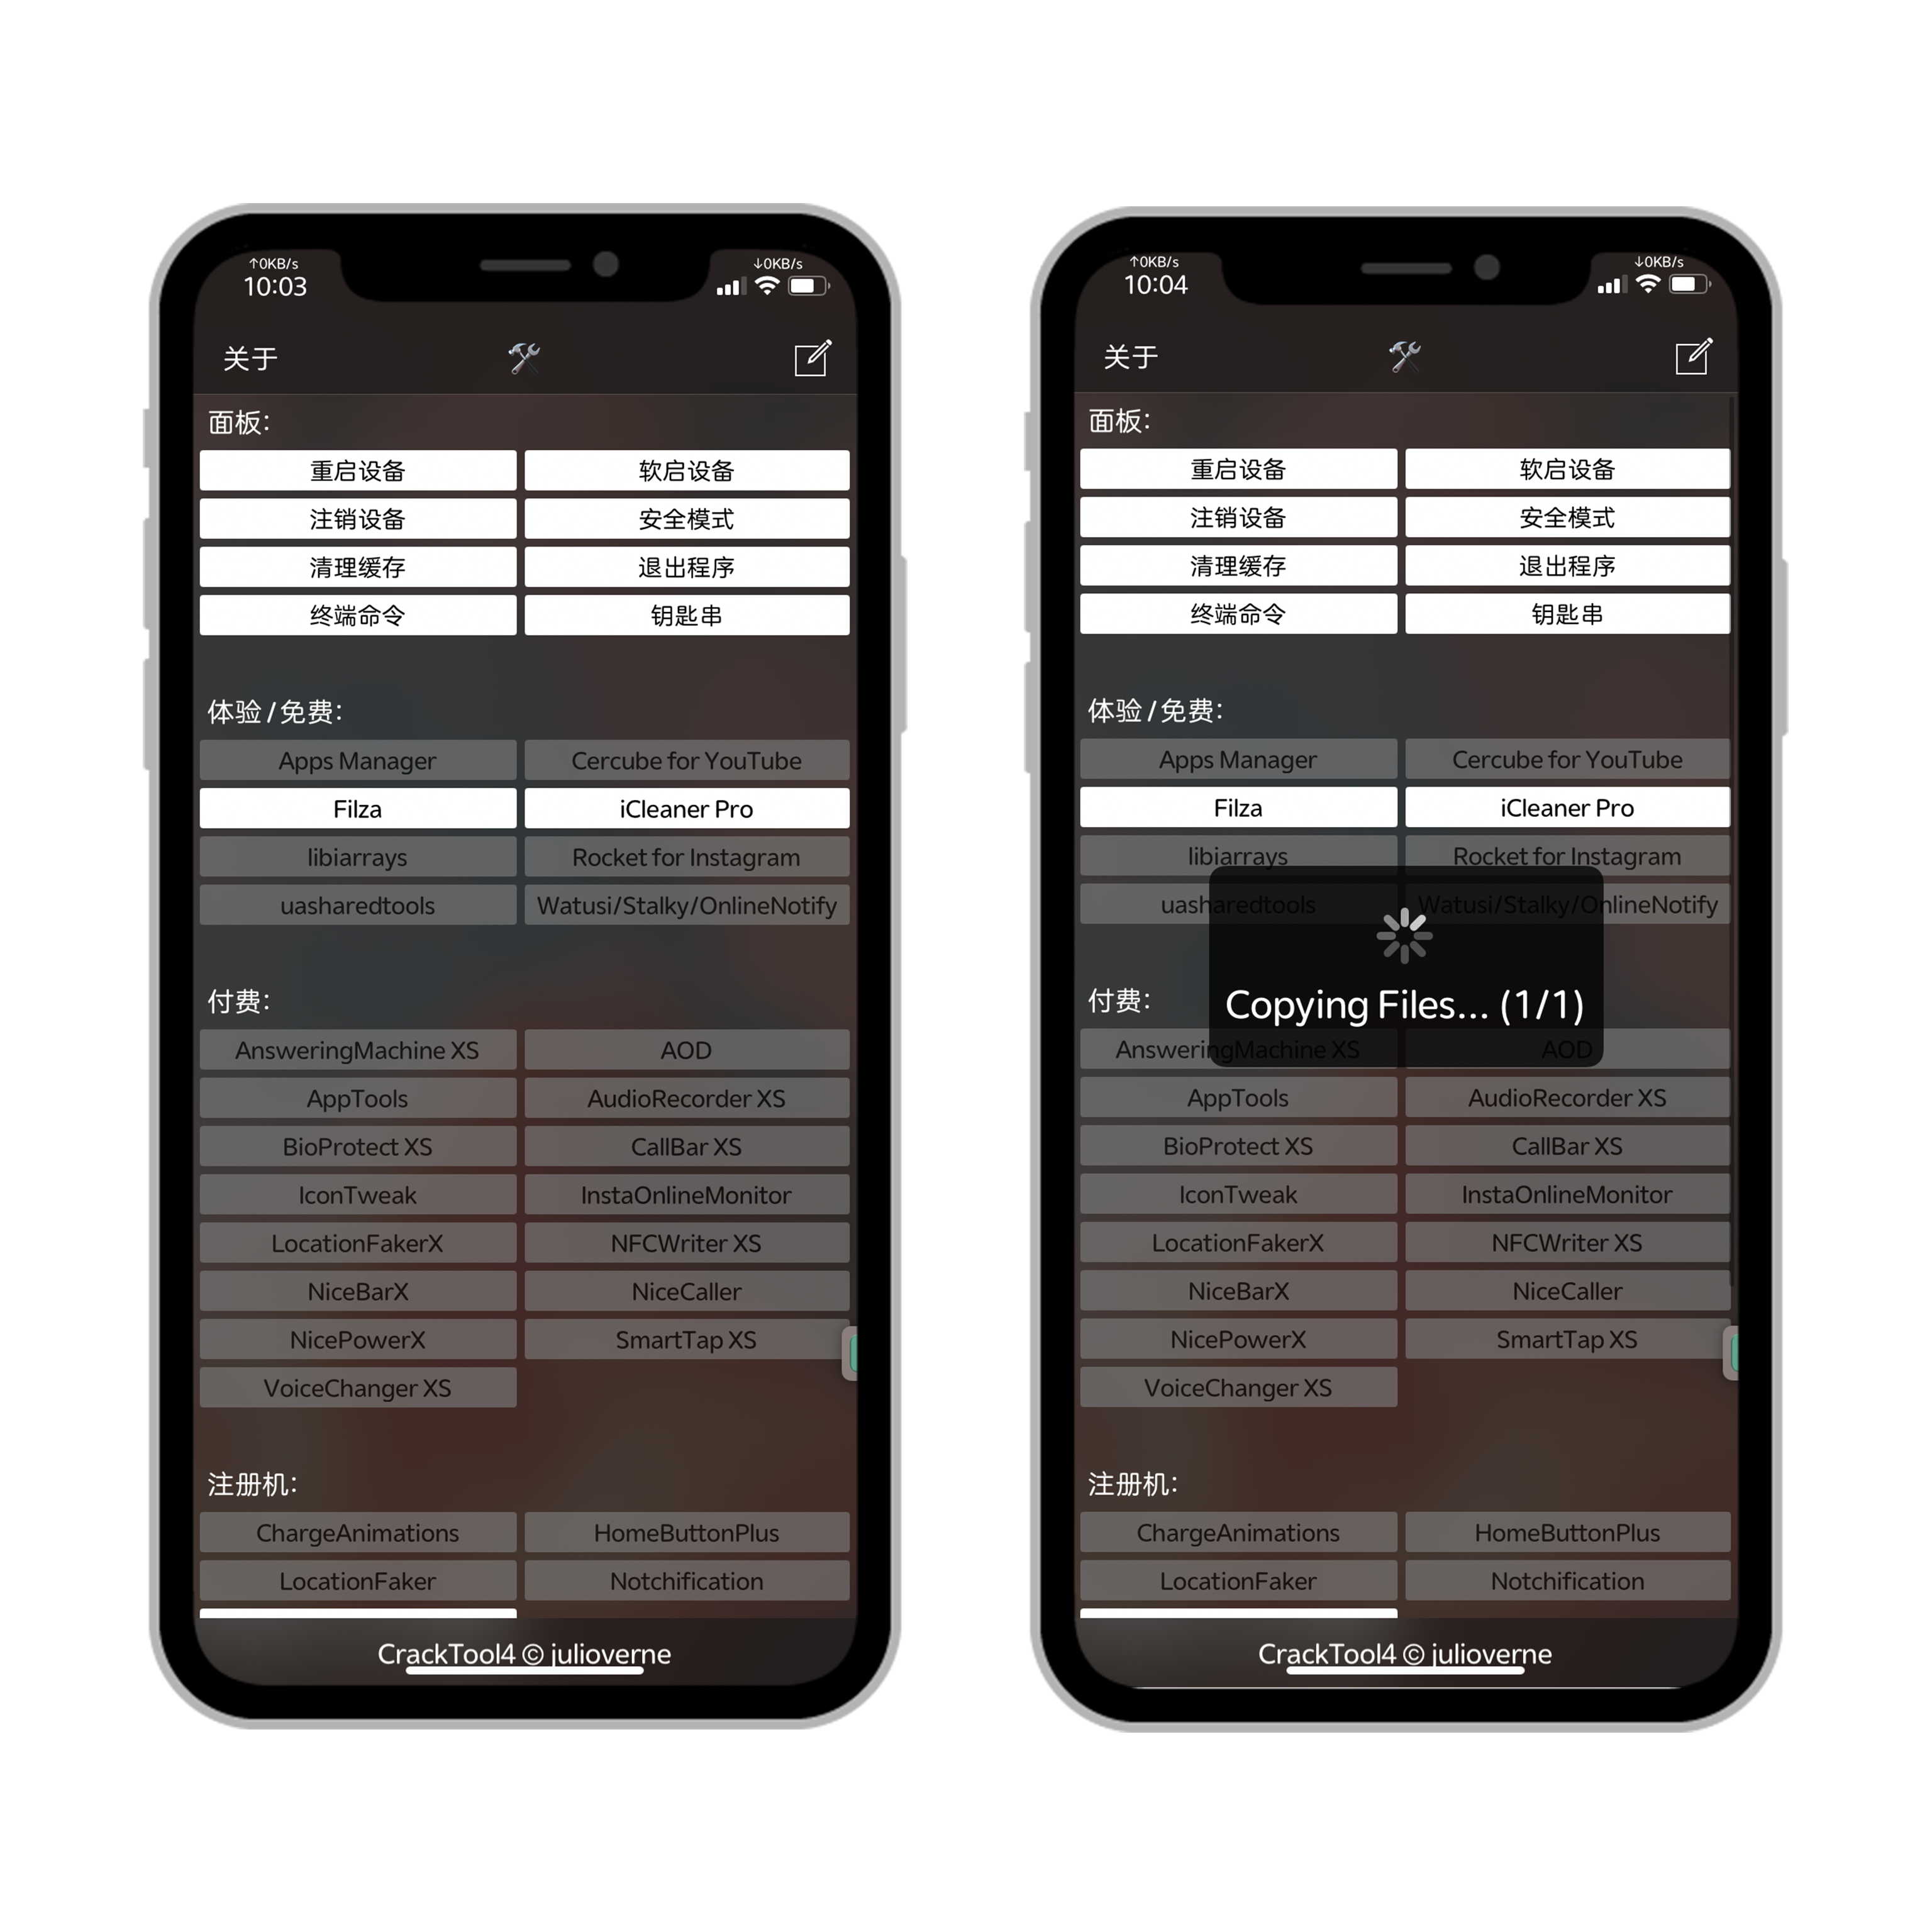 ↑0KB/s ↓0KB/s
10:03
关于
面板:
重启设备 软启设备
注销设备 安全模式
清理缓存 退出程序
终端命令 钥匙串
体验/免费:
Apps Manager Cercube for YouTube
Filza iCleaner Pro
libiarrays Rocket for Instagram
uasharedtools Watusi/Stalky/OnlineNotify
付费:
AnsweringMachine XS AOD
AppTools AudioRecorder XS
BioProtect XS CallBar XS
IconTweak InstaOnlineMonitor
LocationFakerX NFCWriter XS
NiceBarX NiceCaller
NicePowerX SmartTap XS
VoiceChanger XS
注册机:
ChargeAnimations HomeButtonPlus
LocationFaker Notchification
CrackTool4 © julioverne
↑0KB/s ↓0KB/s
10:04
关于
面板:
重启设备 软启设备
注销设备 安全模式
清理缓存 退出程序
终端命令 钥匙串
体验/免费:
Apps Manager Cercube for YouTube
Filza iCleaner Pro
libiarrays Rocket for Instagram
uasharedtools Watusi/Stalky/OnlineNotify
Copying Files... (1/1)
付费:
AnsweringMachine XS AOD
AppTools AudioRecorder XS
BioProtect XS CallBar XS
IconTweak InstaOnlineMonitor
LocationFakerX NFCWriter XS
NiceBarX NiceCaller
NicePowerX SmartTap XS
VoiceChanger XS
注册机:
ChargeAnimations HomeButtonPlus
LocationFaker Notchification
CrackTool4 © julioverne